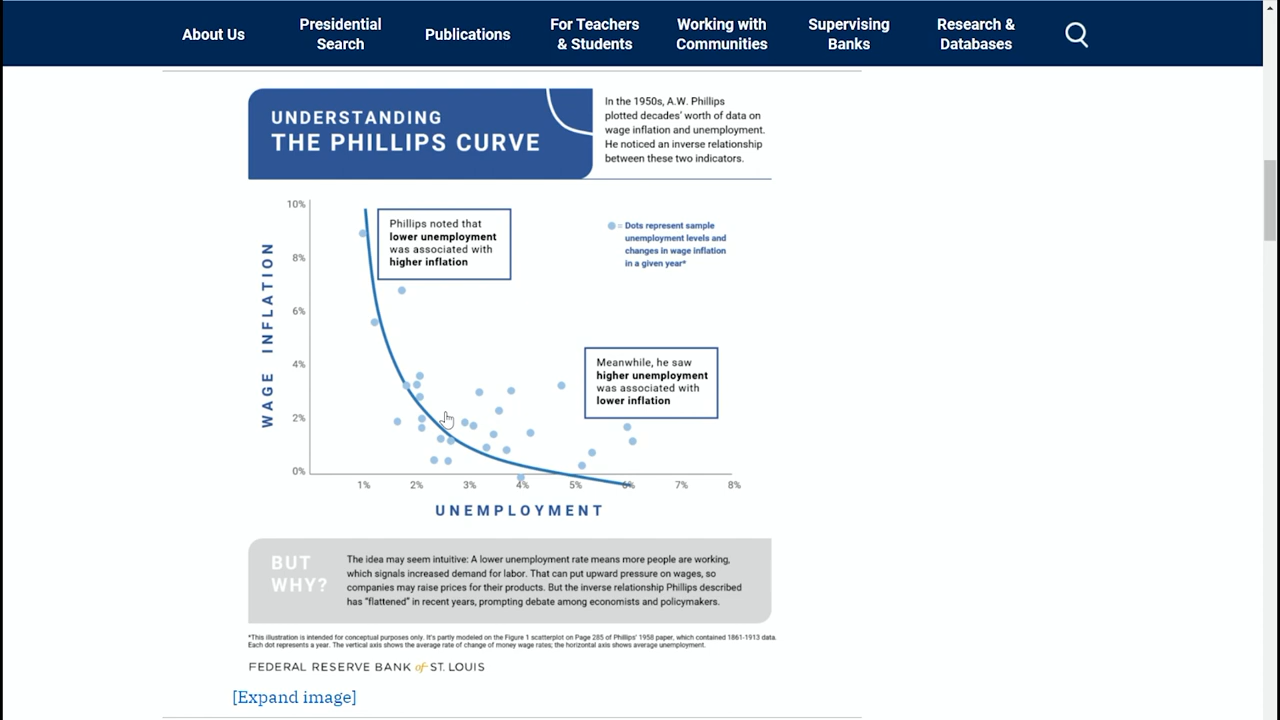 About Us
Presidential
Search
Publications
For Teachers
& Students
Working with
Communities
Supervising
Banks
Research &
Databases
UNDERSTANDING
THE PHILLIPS CURVE
In the 1950s, A.W. Phillips
plotted decades' worth of data on
wage inflation and unemployment.
He noticed an inverse relationship
between these two indicators.
WAGE INFLATION
10%
8%
6%
4%
2%
0%
Phillips noted that
lower unemployment
was associated with
higher inflation
= Dots represent sample
unemployment levels and
changes in wage inflation
in a given year*
Meanwhile, he saw
higher unemployment
was associated with
lower inflation
1% 2% 3% 4% 5% 6% 7% 8%
UNEMPLOYMENT
BUT
WHY?
The idea may seem intuitive: A lower unemployment rate means more people are working,
which signals increased demand for labor. That can put upward pressure on wages, so
companies may raise prices for their products. But the inverse relationship Phillips described
has "flattened" in recent years, prompting debate among economists and policymakers.
*This illustration is intended for conceptual purposes only. It's partly modeled on the Figure 1 scatterplot on Page 285 of Phillips' 1958 paper, which contained 1861-1913 data.
Each dot represents a year. The vertical axis shows the average rate of change of money wage rates; the horizontal axis shows average unemployment.
FEDERAL RESERVE BANK of ST. LOUIS
[Expand image]